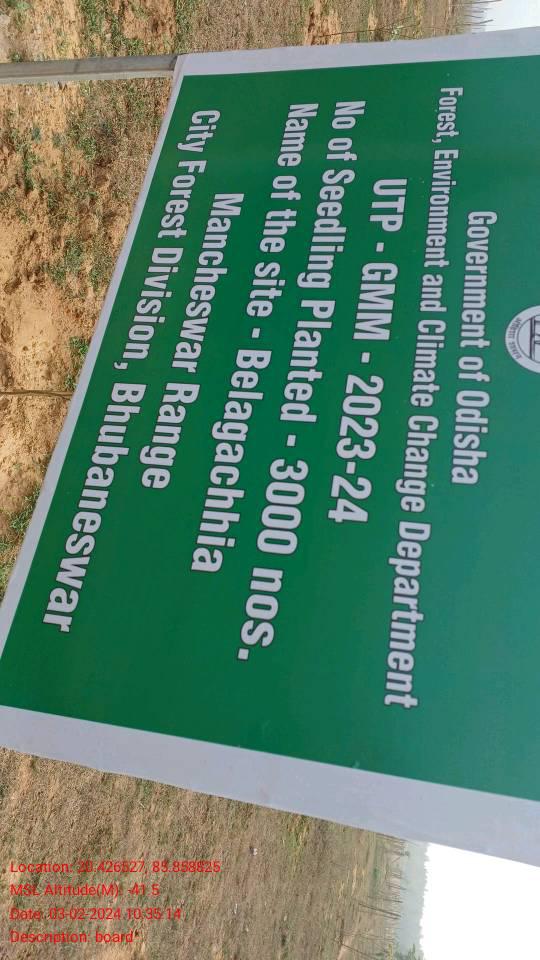 Government of Odisha
Forest, Environment and Climate Change Department
UTP - GMM - 2023-24
No of Seedling Planted - 3000 nos.
Name of the site - Belagachhia
Mancheswar Range
City Forest Division, Bhubaneswar
Location: 20.426527, 85.858825
MSL Altitude(M): -41.5
Date: 03-02-2024 10:35:14
Description: board